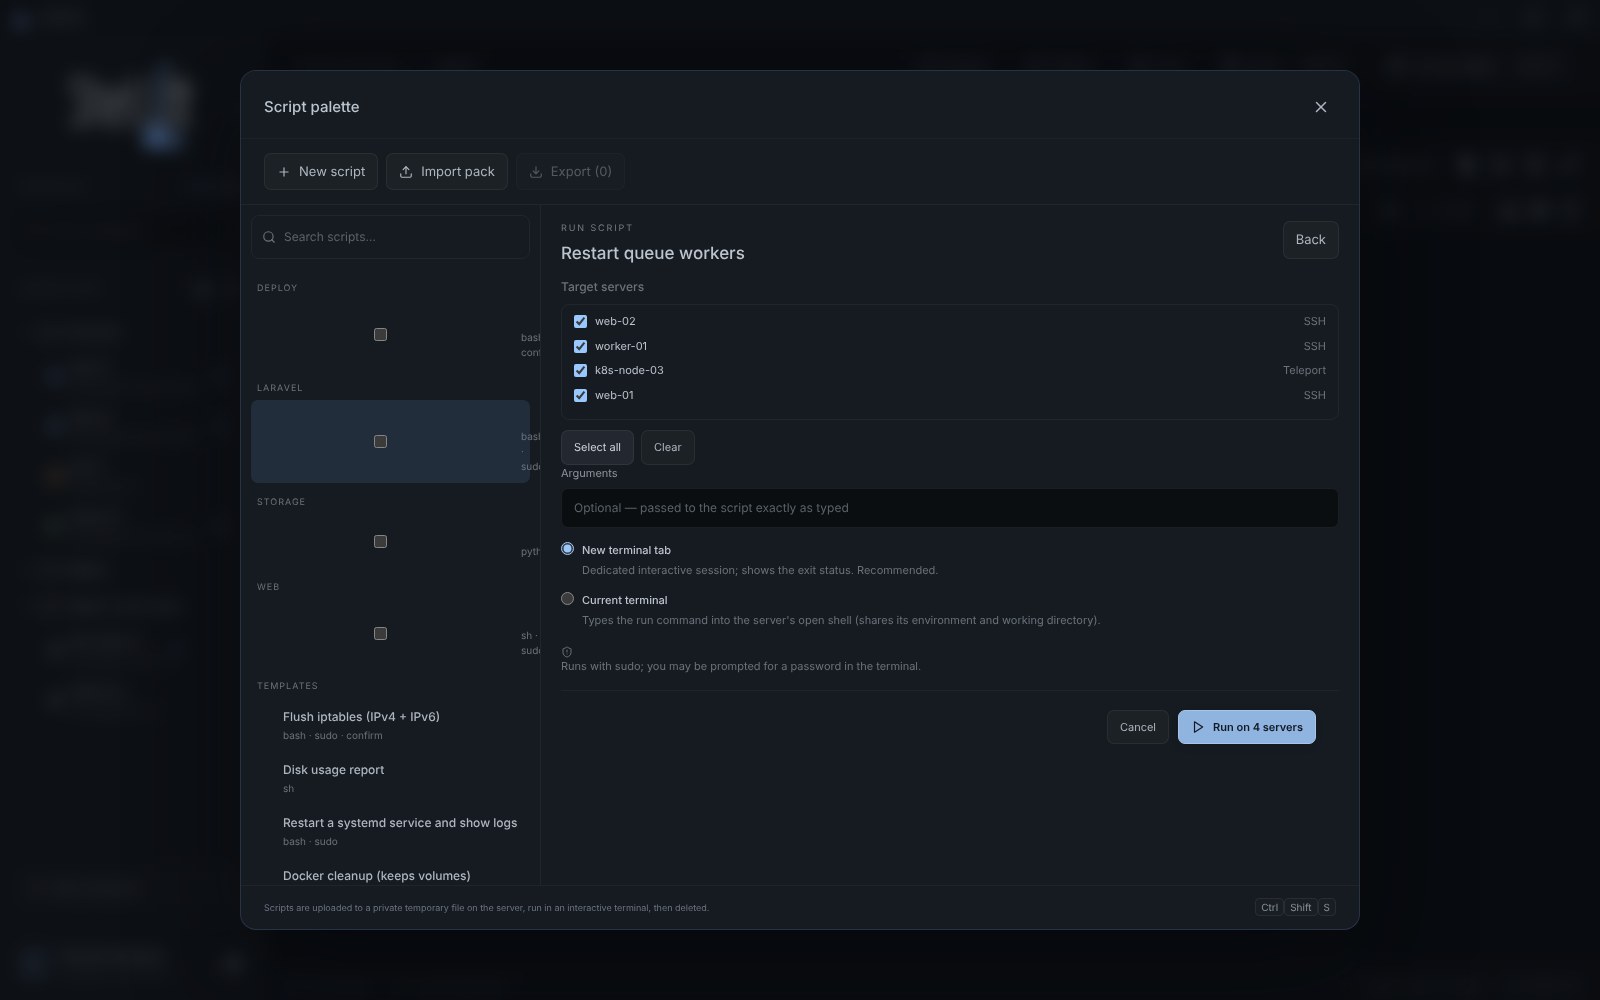 Script palette
New script
Import pack
Export (0)
Search scripts...
DEPLOY
bash
LARAVEL
bash
·
sudo
STORAGE
WEB
sh ·
sudo
TEMPLATES
Flush iptables (IPv4 + IPv6)
bash · sudo · confirm
Disk usage report
sh
Restart a systemd service and show logs
bash · sudo
Docker cleanup (keeps volumes)
RUN SCRIPT
Restart queue workers
Back
Target servers
web-02 SSH
worker-01 SSH
k8s-node-03 Teleport
web-01 SSH
Select all
Clear
Arguments
Optional — passed to the script exactly as typed
New terminal tab
Dedicated interactive session; shows the exit status. Recommended.
Current terminal
Types the run command into the server's open shell (shares its environment and working directory).
Runs with sudo; you may be prompted for a password in the terminal.
Cancel
Run on 4 servers
Scripts are uploaded to a private temporary file on the server, run in an interactive terminal, then deleted.
Ctrl Shift S